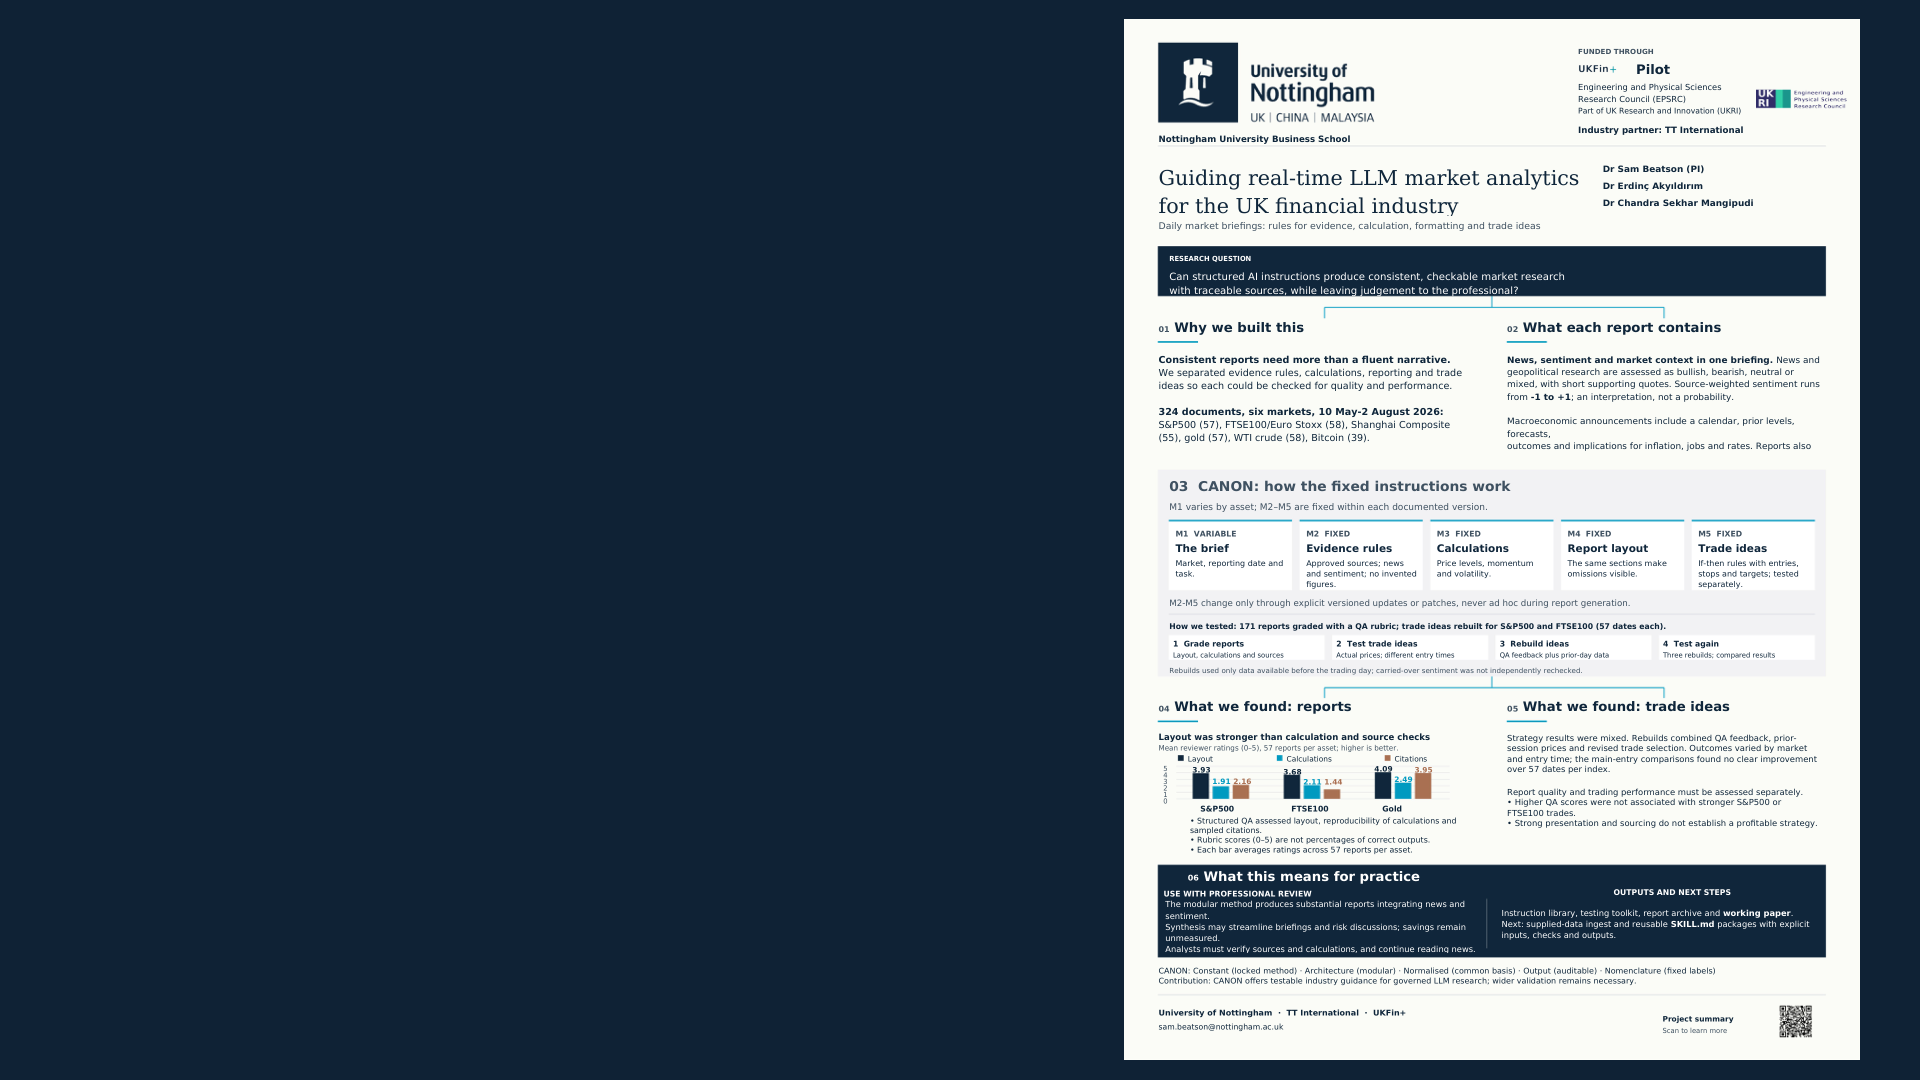 University of
Nottingham
UK | CHINA | MALAYSIA
Nottingham University Business School
FUNDED THROUGH
UKFin+ Pilot
Engineering and Physical Sciences
Research Council (EPSRC)
Part of UK Research and Innovation (UKRI)
Industry partner: TT International
UK
RI
Engineering and
Physical Sciences
Research Council
Guiding real-time LLM market analytics
for the UK financial industry
Daily market briefings: rules for evidence, calculation, formatting and trade ideas
Dr Sam Beatson (PI)
Dr Erdinç Akyıldırım
Dr Chandra Sekhar Mangipudi
RESEARCH QUESTION
Can structured AI instructions produce consistent, checkable market research
with traceable sources, while leaving judgement to the professional?
01 Why we built this
Consistent reports need more than a fluent narrative.
We separated evidence rules, calculations, reporting and trade
ideas so each could be checked for quality and performance.
324 documents, six markets, 10 May-2 August 2026:
S&P500 (57), FTSE100/Euro Stoxx (58), Shanghai Composite
(55), gold (57), WTI crude (58), Bitcoin (39).
02 What each report contains
News, sentiment and market context in one briefing. News and
geopolitical research are assessed as bullish, bearish, neutral or
mixed, with short supporting quotes. Source-weighted sentiment runs
from -1 to +1; an interpretation, not a probability.
Macroeconomic announcements include a calendar, prior levels,
forecasts,
outcomes and implications for inflation, jobs and rates. Reports also
03 CANON: how the fixed instructions work
M1 varies by asset; M2–M5 are fixed within each documented version.
M1 VARIABLE
The brief
Market, reporting date and
task.
M2 FIXED
Evidence rules
Approved sources; news
and sentiment; no invented
figures.
M3 FIXED
Calculations
Price levels, momentum
and volatility.
M4 FIXED
Report layout
The same sections make
omissions visible.
M5 FIXED
Trade ideas
If-then rules with entries,
stops and targets; tested
separately.
M2-M5 change only through explicit versioned updates or patches, never ad hoc during report generation.
How we tested: 171 reports graded with a QA rubric; trade ideas rebuilt for S&P500 and FTSE100 (57 dates each).
1 Grade reports
Layout, calculations and sources
2 Test trade ideas
Actual prices; different entry times
3 Rebuild ideas
QA feedback plus prior-day data
4 Test again
Three rebuilds; compared results
Rebuilds used only data available before the trading day; carried-over sentiment was not independently rechecked.
04 What we found: reports
Layout was stronger than calculation and source checks
Mean reviewer ratings (0–5), 57 reports per asset; higher is better.
Layout Calculations Citations
5
4
3
2
1
0
3.93 1.91 2.16
3.68 2.11 1.44
4.09 2.49 3.95
S&P500 FTSE100 Gold
• Structured QA assessed layout, reproducibility of calculations and
sampled citations.
• Rubric scores (0–5) are not percentages of correct outputs.
• Each bar averages ratings across 57 reports per asset.
05 What we found: trade ideas
Strategy results were mixed. Rebuilds combined QA feedback, prior-
session prices and revised trade selection. Outcomes varied by market
and entry time; the main-entry comparisons found no clear improvement
over 57 dates per index.
Report quality and trading performance must be assessed separately.
• Higher QA scores were not associated with stronger S&P500 or
FTSE100 trades.
• Strong presentation and sourcing do not establish a profitable strategy.
06 What this means for practice
USE WITH PROFESSIONAL REVIEW
The modular method produces substantial reports integrating news and
sentiment.
Synthesis may streamline briefings and risk discussions; savings remain
unmeasured.
Analysts must verify sources and calculations, and continue reading news.
OUTPUTS AND NEXT STEPS
Instruction library, testing toolkit, report archive and working paper.
Next: supplied-data ingest and reusable SKILL.md packages with explicit
inputs, checks and outputs.
CANON: Constant (locked method) · Architecture (modular) · Normalised (common basis) · Output (auditable) · Nomenclature (fixed labels)
Contribution: CANON offers testable industry guidance for governed LLM research; wider validation remains necessary.
University of Nottingham · TT International · UKFin+
sam.beatson@nottingham.ac.uk
Project summary
Scan to learn more